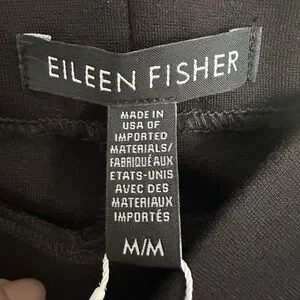 EILEEN FISHER
MADE IN
USA OF
IMPORTED
MATERIALS/
FABRIQUÉ AUX
ETATS-UNIS
AVEC DES
MATERIAUX
IMPORTÉS
M/M